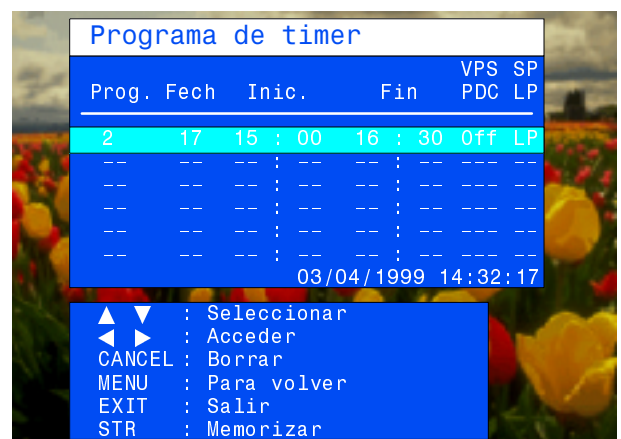 Programa de timer
VPS SP
Prog. Fech Inic. Fin PDC LP
2 17 15 : 00 16 : 30 Off LP
-- -- -- : -- -- : -- --- --
-- -- -- : -- -- : -- --- --
-- -- -- : -- -- : -- --- --
-- -- -- : -- -- : -- --- --
-- -- -- : -- -- : -- --- --
03/04/1999 14:32:17
▲ ▼ : Seleccionar
◀ ▶ : Acceder
CANCEL : Borrar
MENU : Para volver
EXIT : Salir
STR : Memorizar